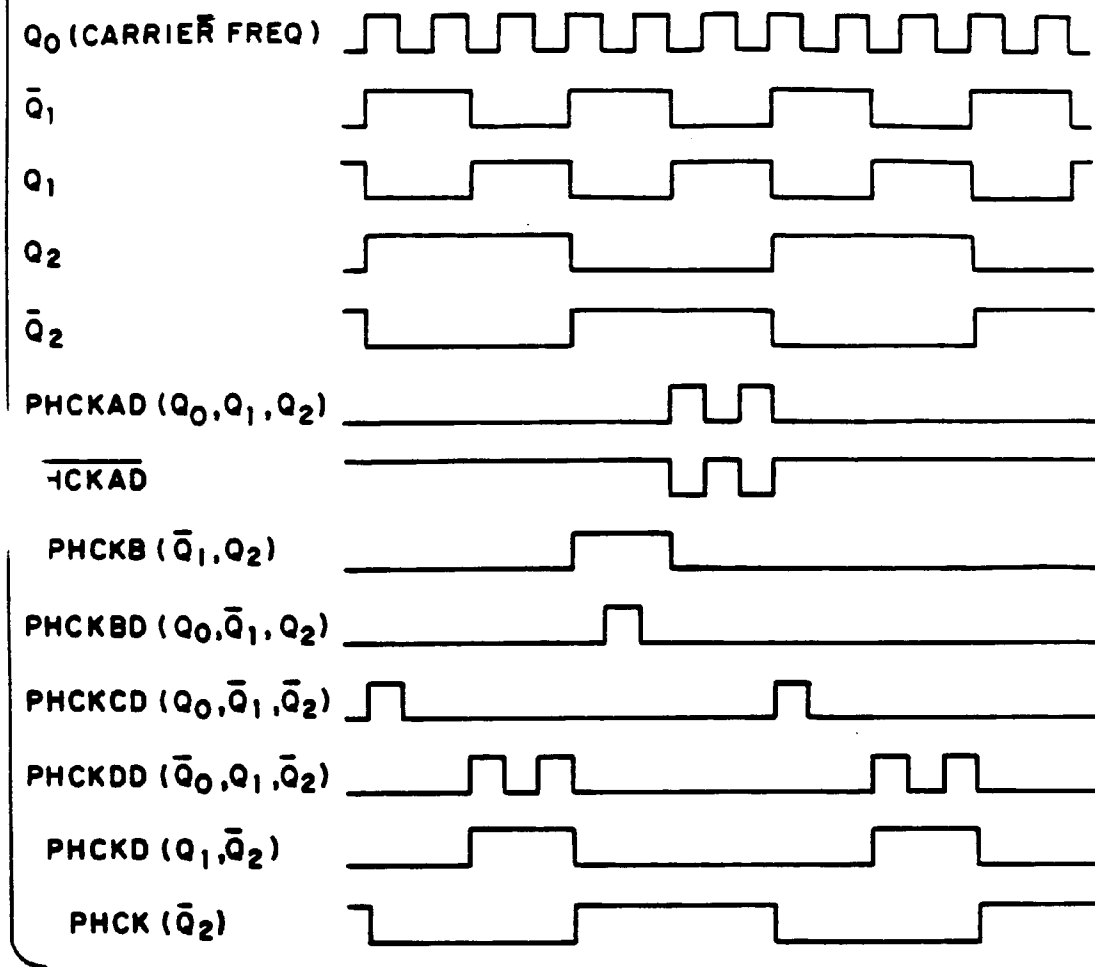 Q₀ (CARRIER̄ FREQ)
Q̄₁
Q₁
Q₂
Q̄₂
PHCKAD (Q₀,Q₁,Q₂)
H̅C̅K̅A̅D̅
PHCKB (Q̄₁,Q₂)
PHCKBD (Q₀,Q̄₁,Q₂)
PHCKCD (Q₀,Q̄₁,Q̄₂)
PHCKDD (Q̄₀,Q₁,Q̄₂)
PHCKD (Q₁,Q̄₂)
PHCK (Q̄₂)